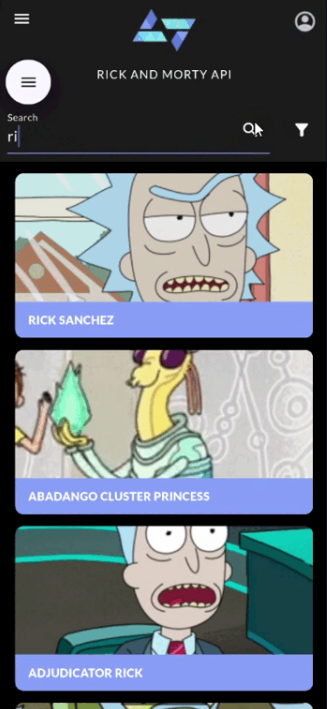 RICK AND MORTY API
Search
ri
RICK SANCHEZ
ABADANGO CLUSTER PRINCESS
ADJUDICATOR RICK